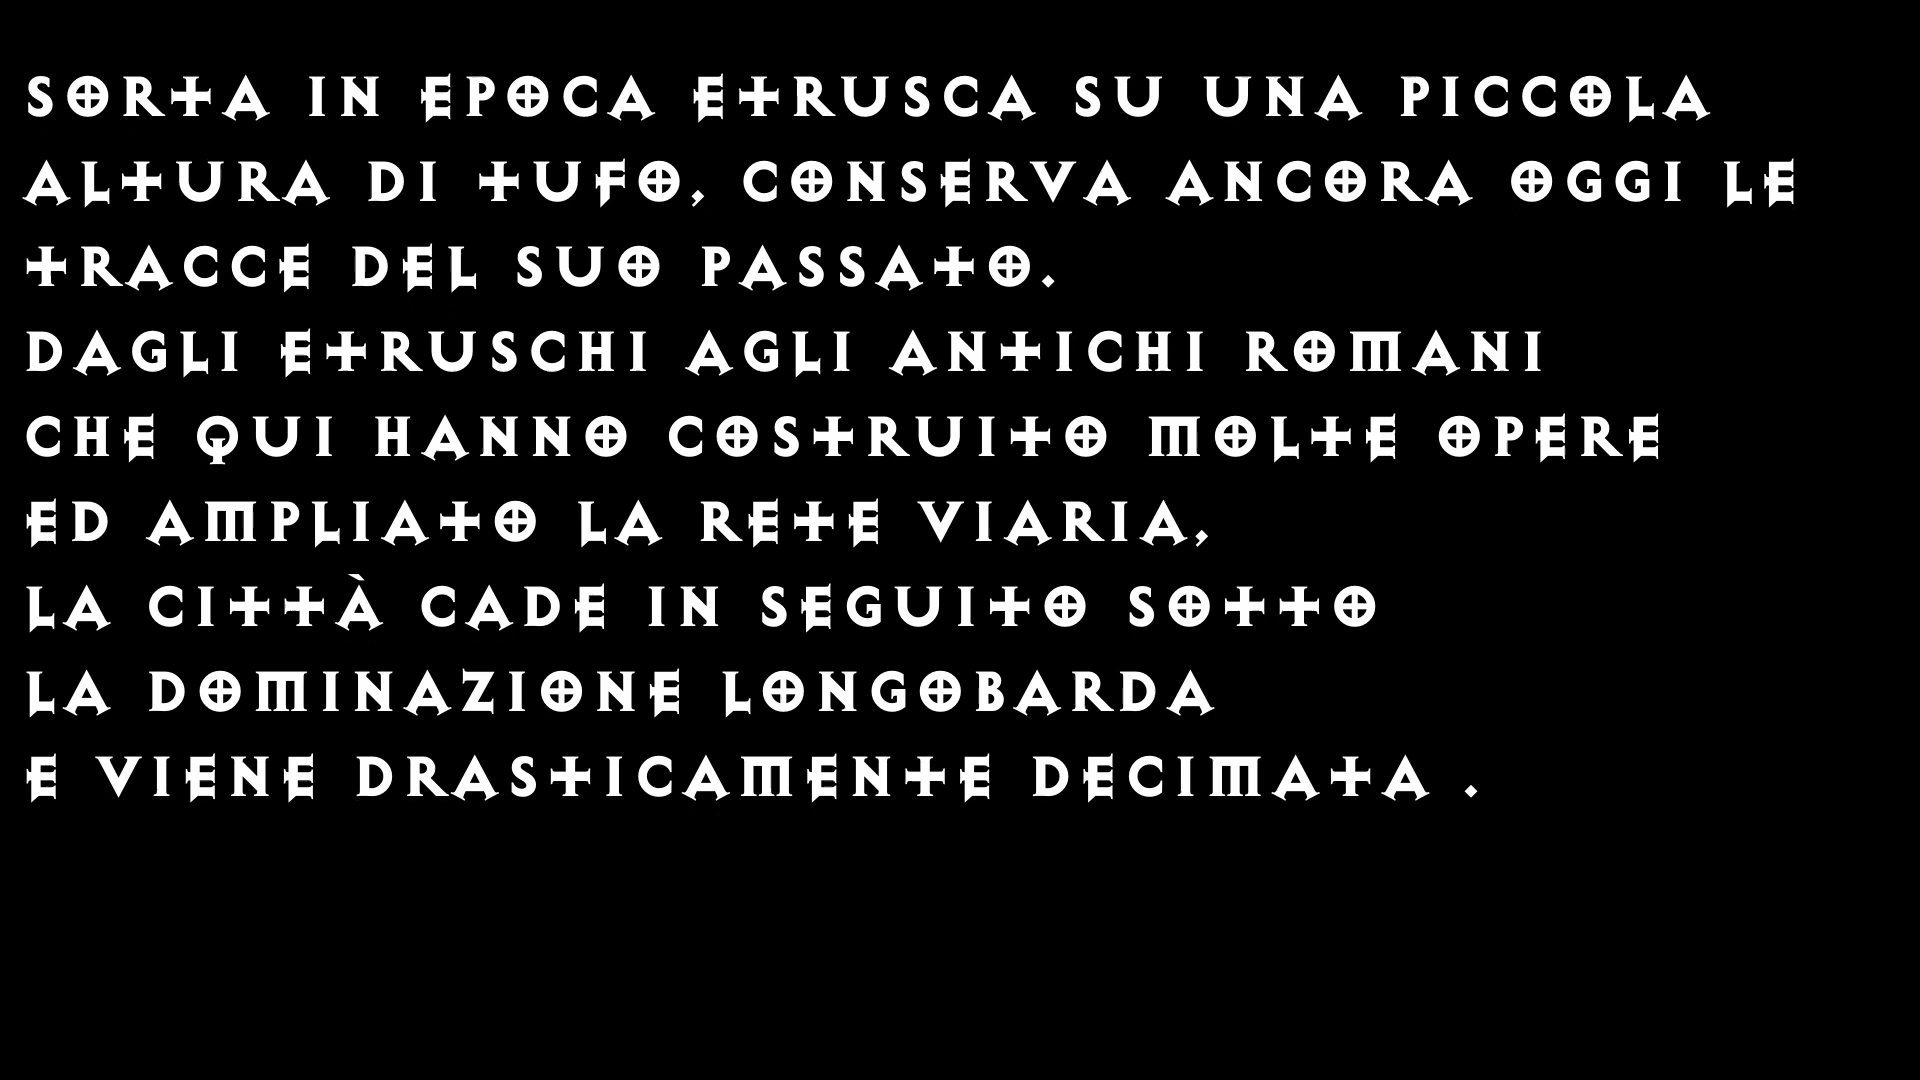 SORTA IN EPOCA ETRUSCA SU UNA PICCOLA
ALTURA DI TUFO, CONSERVA ANCORA OGGI LE
TRACCE DEL SUO PASSATO.
DAGLI ETRUSCHI AGLI ANTICHI ROMANI
CHE QUI HANNO COSTRUITO MOLTE OPERE
ED AMPLIATO LA RETE VIARIA,
LA CITTÀ CADE IN SEGUITO SOTTO
LA DOMINAZIONE LONGOBARDA
E VIENE DRASTICAMENTE DECIMATA .